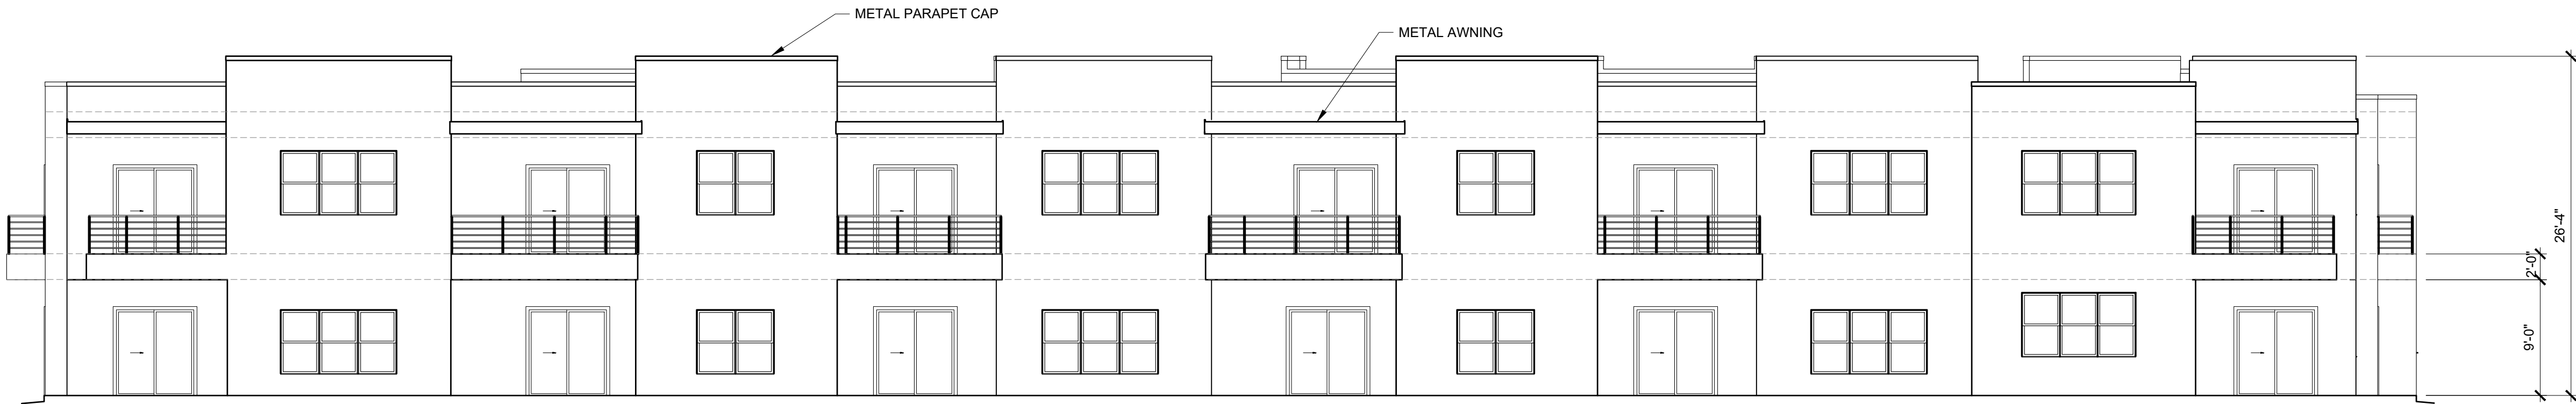 METAL PARAPET CAP
METAL AWNING
26'-4"
2'-0"
9'-0"